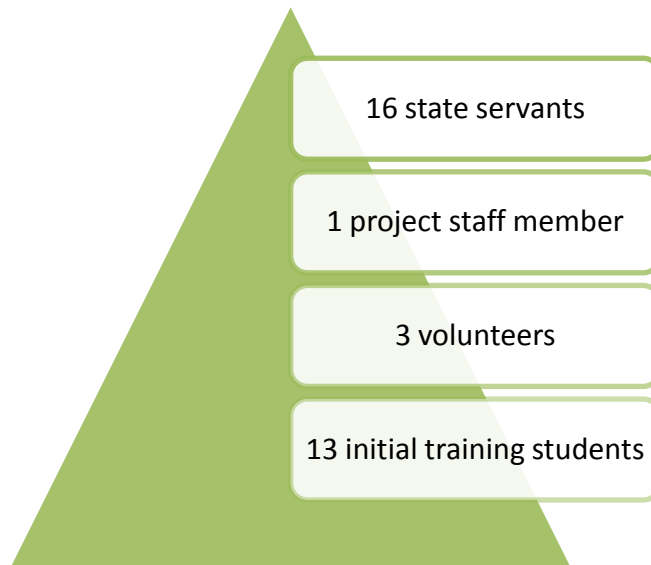 16 state servants
1 project staff member
3 volunteers
13 initial training students